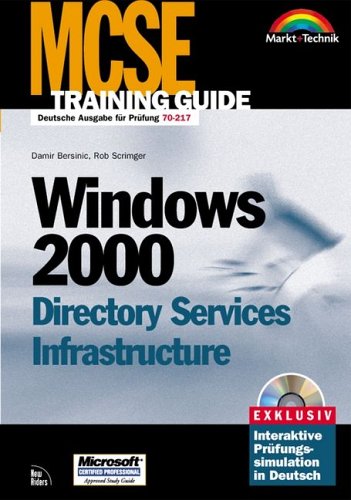 MCSE
TRAINING GUIDE
Markt+Technik
Deutsche Ausgabe für Prüfung 70-217
Damir Bersinic, Rob Scrimger
Windows
2000
Directory Services
Infrastructure
EXKLUSIV
Interaktive
Prüfungs-
simulation
in Deutsch
New
Riders
Microsoft
CERTIFIED PROFESSIONAL
Approved Study Guide